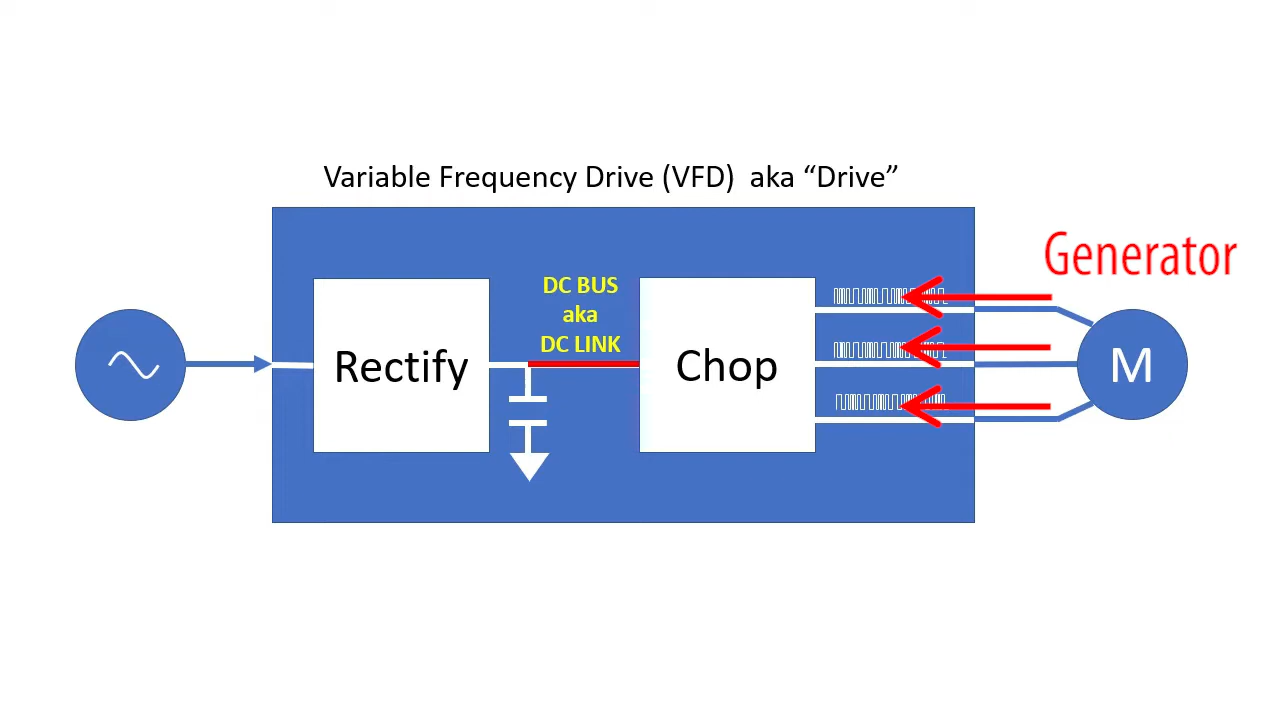 Variable Frequency Drive (VFD)  aka “Drive”
Generator
DC BUS
aka
DC LINK
Rectify
Chop
M